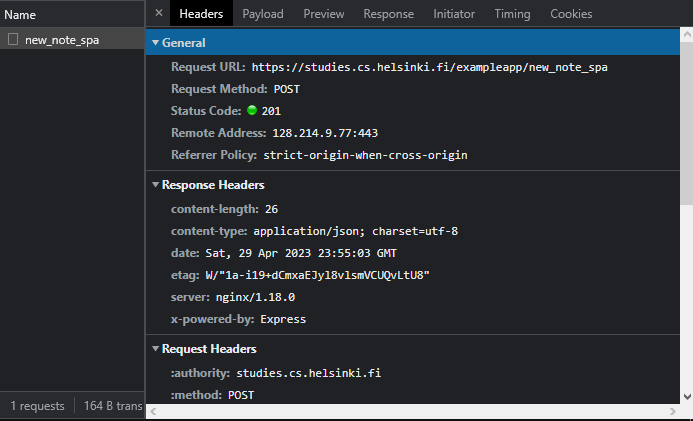 Name
new_note_spa
1 requests
164 B trans
× Headers Payload Preview Response Initiator Timing Cookies
General
Request URL: https://studies.cs.helsinki.fi/exampleapp/new_note_spa
Request Method: POST
Status Code: 201
Remote Address: 128.214.9.77:443
Referrer Policy: strict-origin-when-cross-origin
Response Headers
content-length: 26
content-type: application/json; charset=utf-8
date: Sat, 29 Apr 2023 23:55:03 GMT
etag: W/"1a-i19+dCmxaEJyl8vlsmVCUQvLtU8"
server: nginx/1.18.0
x-powered-by: Express
Request Headers
:authority: studies.cs.helsinki.fi
:method: POST